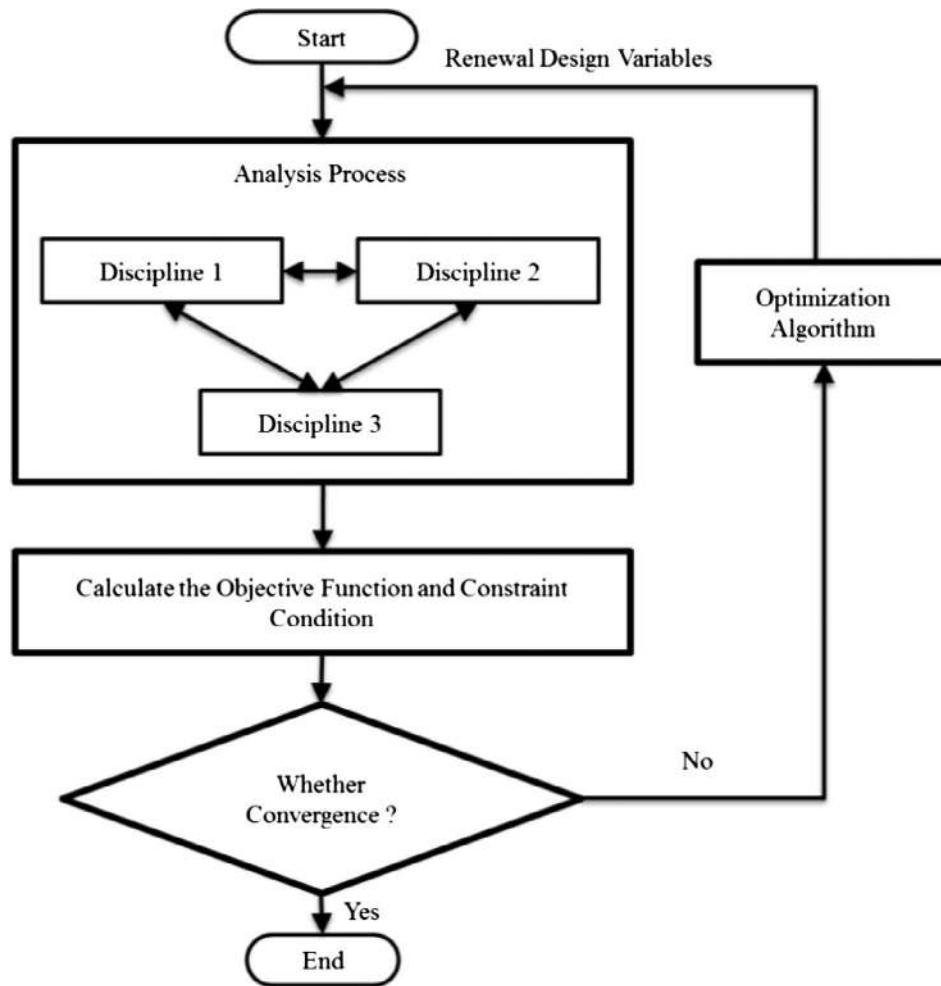 Start
Renewal Design Variables
Analysis Process
Discipline 1
Discipline 2
Optimization
Algorithm
Discipline 3
Calculate the Objective Function and Constraint
Condition
No
Whether
Convergence ?
Yes
End